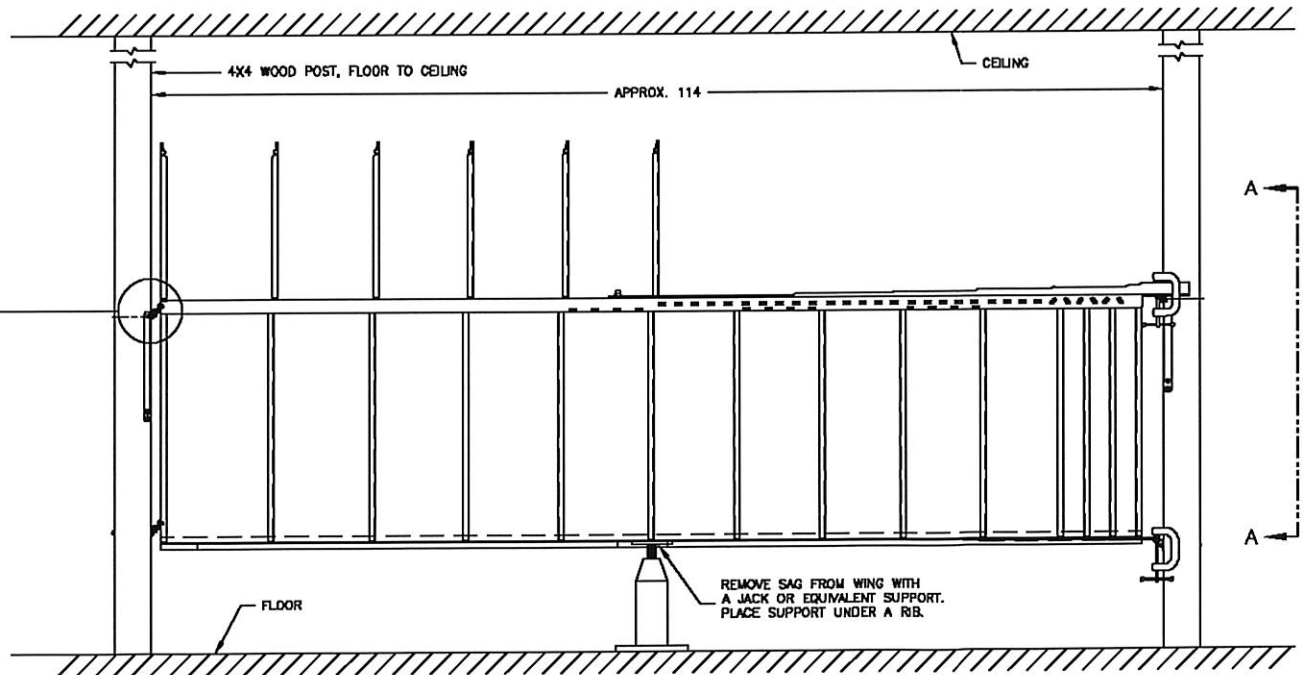 CEILING
4X4 WOOD POST, FLOOR TO CEILING
APPROX. 114
A
A
REMOVE SAG FROM WING WITH
A JACK OR EQUIVALENT SUPPORT.
PLACE SUPPORT UNDER A RIB.
FLOOR